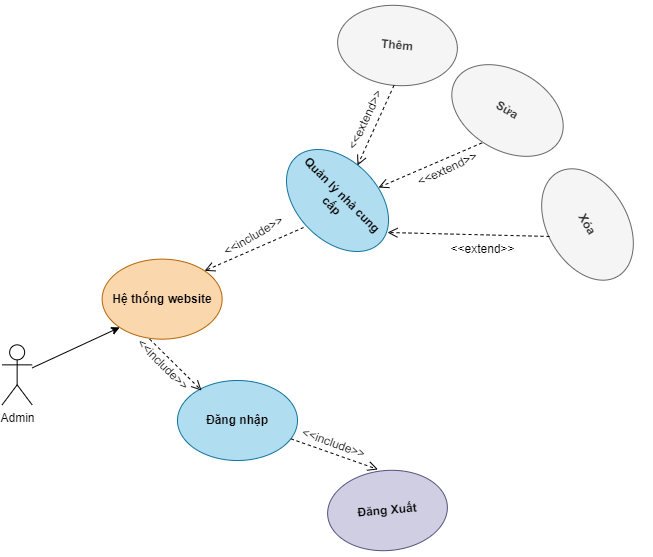 Thêm
<<extend>>
Sửa
<<extend>>
Quản lý nhà cung
cấp
Xóa
<<extend>>
<<include>>
Hệ thống website
<<include>>
Admin
Đăng nhập
<<include>>
Đăng Xuất